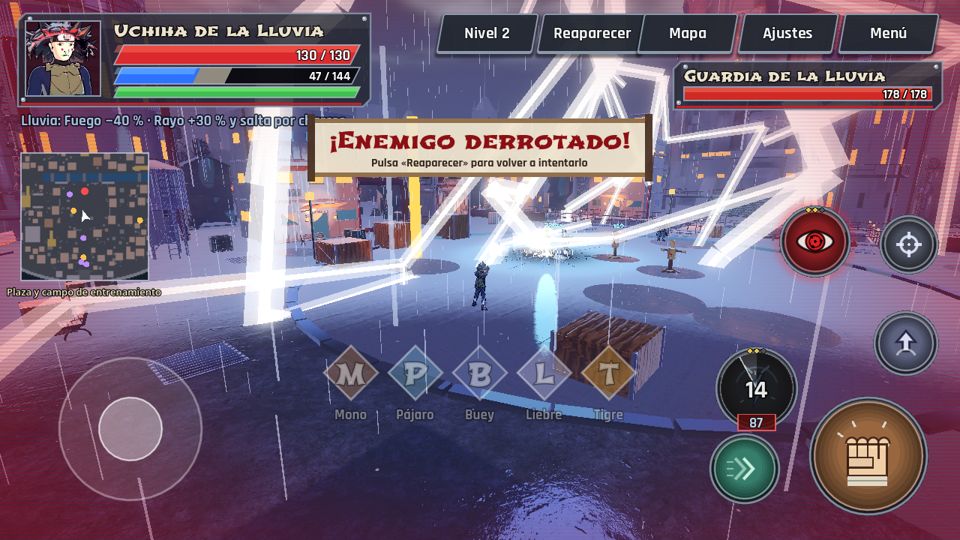 Uchiha de la Lluvia
130 / 130
47 / 144
Lluvia: Fuego −40 % · Rayo +30 % y salta por
Nivel 2
Reaparecer
Mapa
Ajustes
Menú
Guardia de la Lluvia
178 / 178
¡Enemigo derrotado!
Pulsa «Reaparecer» para volver a intentarlo
Plaza y campo de entrenamiento
M
P
B
L
T
Mono
Pájaro
Buey
Liebre
Tigre
14
87